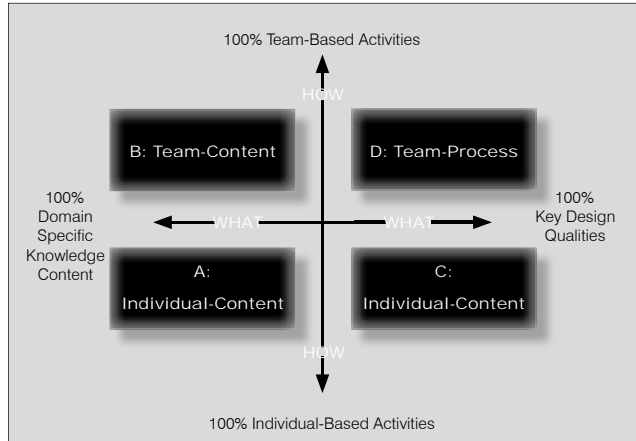 100% Team-Based Activities
HOW
B: Team-Content
D: Team-Process
100%
Domain
Specific
Knowledge
Content
WHAT
WHAT
100%
Key Design
Qualities
A:
Individual-Content
C:
Individual-Content
HOW
100% Individual-Based Activities